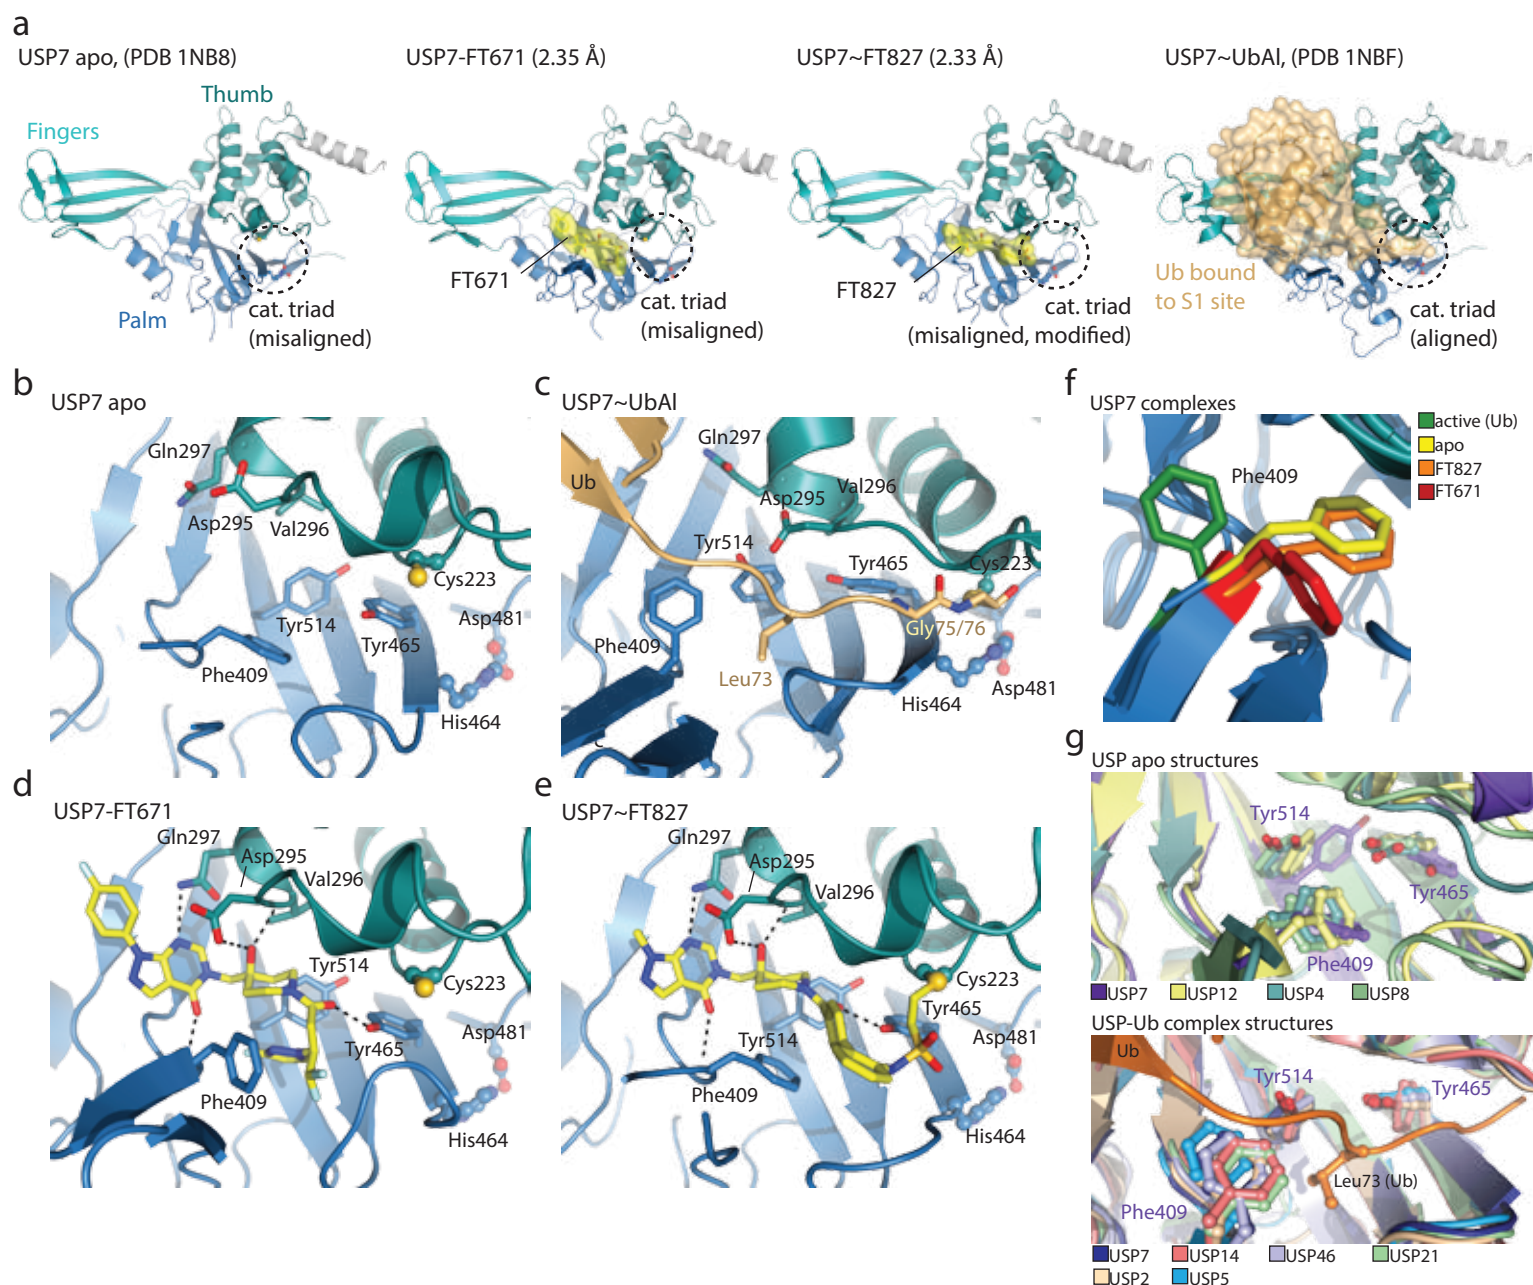 a
USP7 apo, (PDB 1NB8)
USP7-FT671 (2.35 Å)
USP7~FT827 (2.33 Å)
USP7~UbAl, (PDB 1NBF)
Thumb
Fingers
Palm
cat. triad
(misaligned)
FT671
cat. triad
(misaligned)
FT827
cat. triad
(misaligned, modified)
Ub bound
to S1 site
cat. triad
(aligned)
b
USP7 apo
Gln297
Asp295
Val296
Cys223
Tyr514
Tyr465
Asp481
Phe409
His464
c
USP7~UbAl
Gln297
Ub
Asp295
Val296
Tyr514
Tyr465
Cys223
Phe409
Gly75/76
Leu73
Asp481
His464
f
USP7 complexes
active (Ub)
apo
FT827
FT671
Phe409
d
USP7-FT671
Gln297
Asp295
Val296
Tyr514
Cys223
Asp481
Tyr465
Phe409
His464
e
USP7~FT827
Gln297
Asp295
Val296
Cys223
Tyr465
Tyr514
Asp481
Phe409
His464
g
USP apo structures
Tyr514
Tyr465
Phe409
USP7 USP12 USP4 USP8
USP-Ub complex structures
Ub
Tyr514
Tyr465
Leu73 (Ub)
Phe409
USP7 USP14 USP46 USP21
USP2 USP5